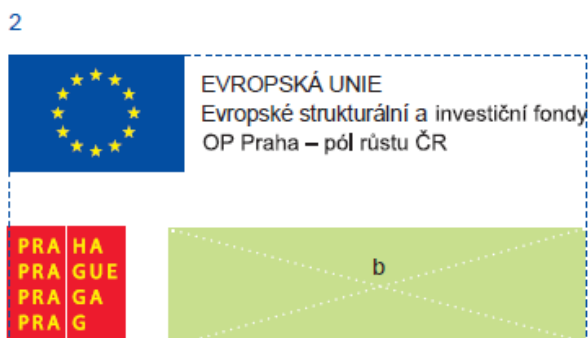 2
EVROPSKÁ UNIE
Evropské strukturální a investiční fondy
OP Praha – pól růstu ČR
PRA HA
PRA GUE
PRA GA
PRA G
b